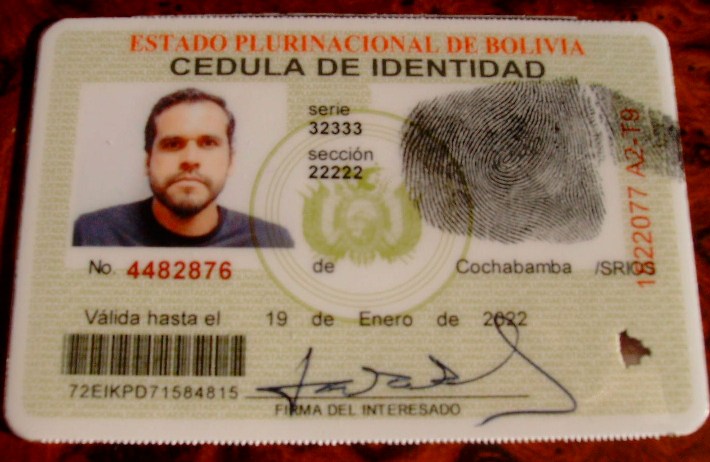 ESTADO PLURINACIONAL DE BOLIVIA
CEDULA DE IDENTIDAD
serie
32333
sección
22222
No. 4482876 de Cochabamba /SRIOS
1822077 A2-T9
Válida hasta el 19 de Enero de 2022
72EIKPD71584815
FIRMA DEL INTERESADO